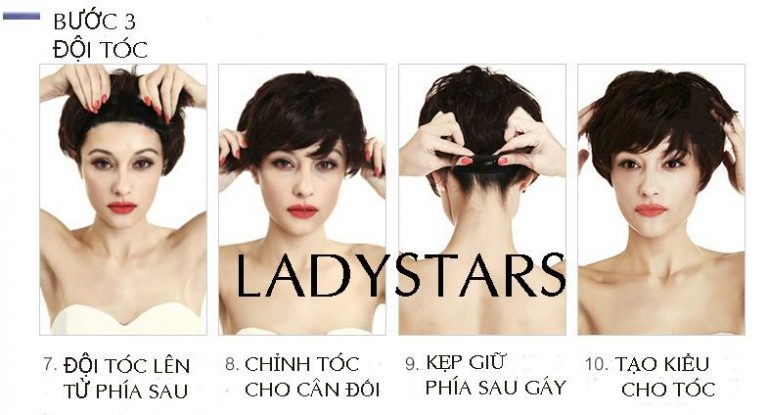 BƯỚC 3
ĐỘI TÓC
LADYSTARS
7. ĐỘI TÓC LÊN
TỪ PHÍA SAU
8. CHỈNH TÓC
CHO CÂN ĐỐI
9. KẸP GIỮ
PHÍA SAU GÁY
10. TẠO KIỂU
CHO TÓC